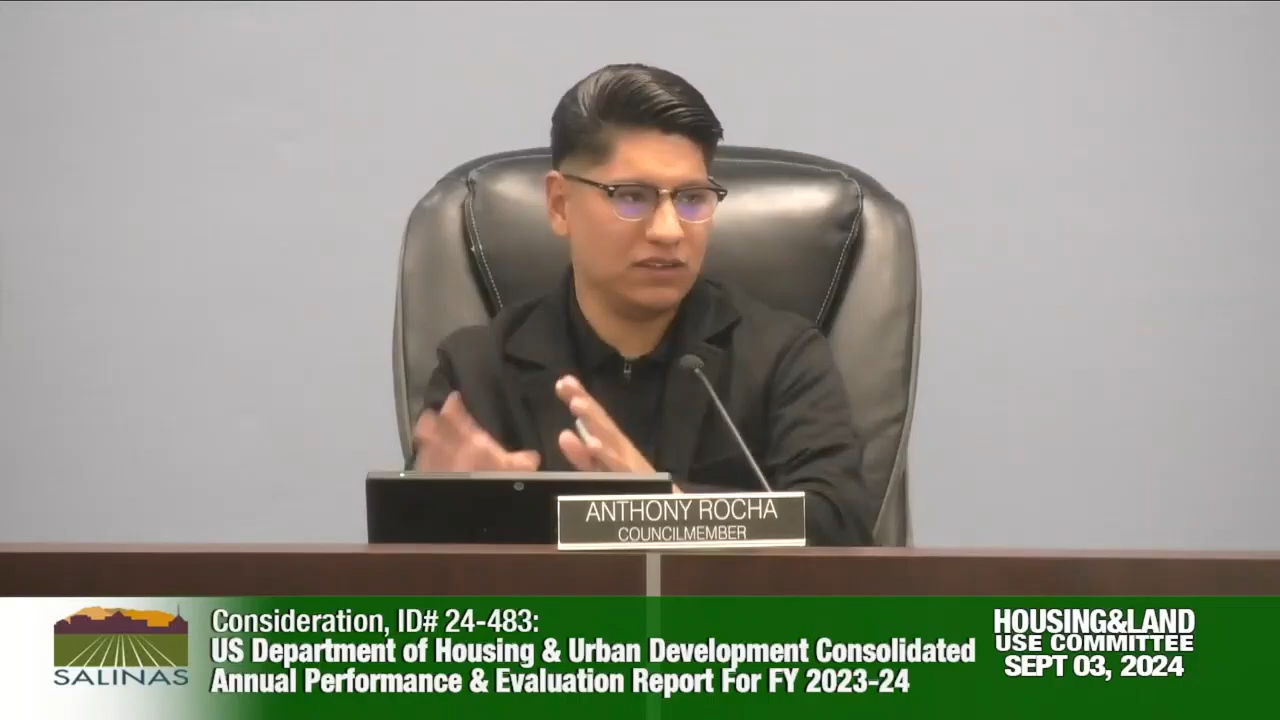 ANTHONY ROCHA
COUNCILMEMBER
SALINAS
Consideration, ID# 24-483:
US Department of Housing & Urban Development Consolidated
Annual Performance & Evaluation Report For FY 2023-24
HOUSING&LAND
USE COMMITTEE
SEPT 03, 2024